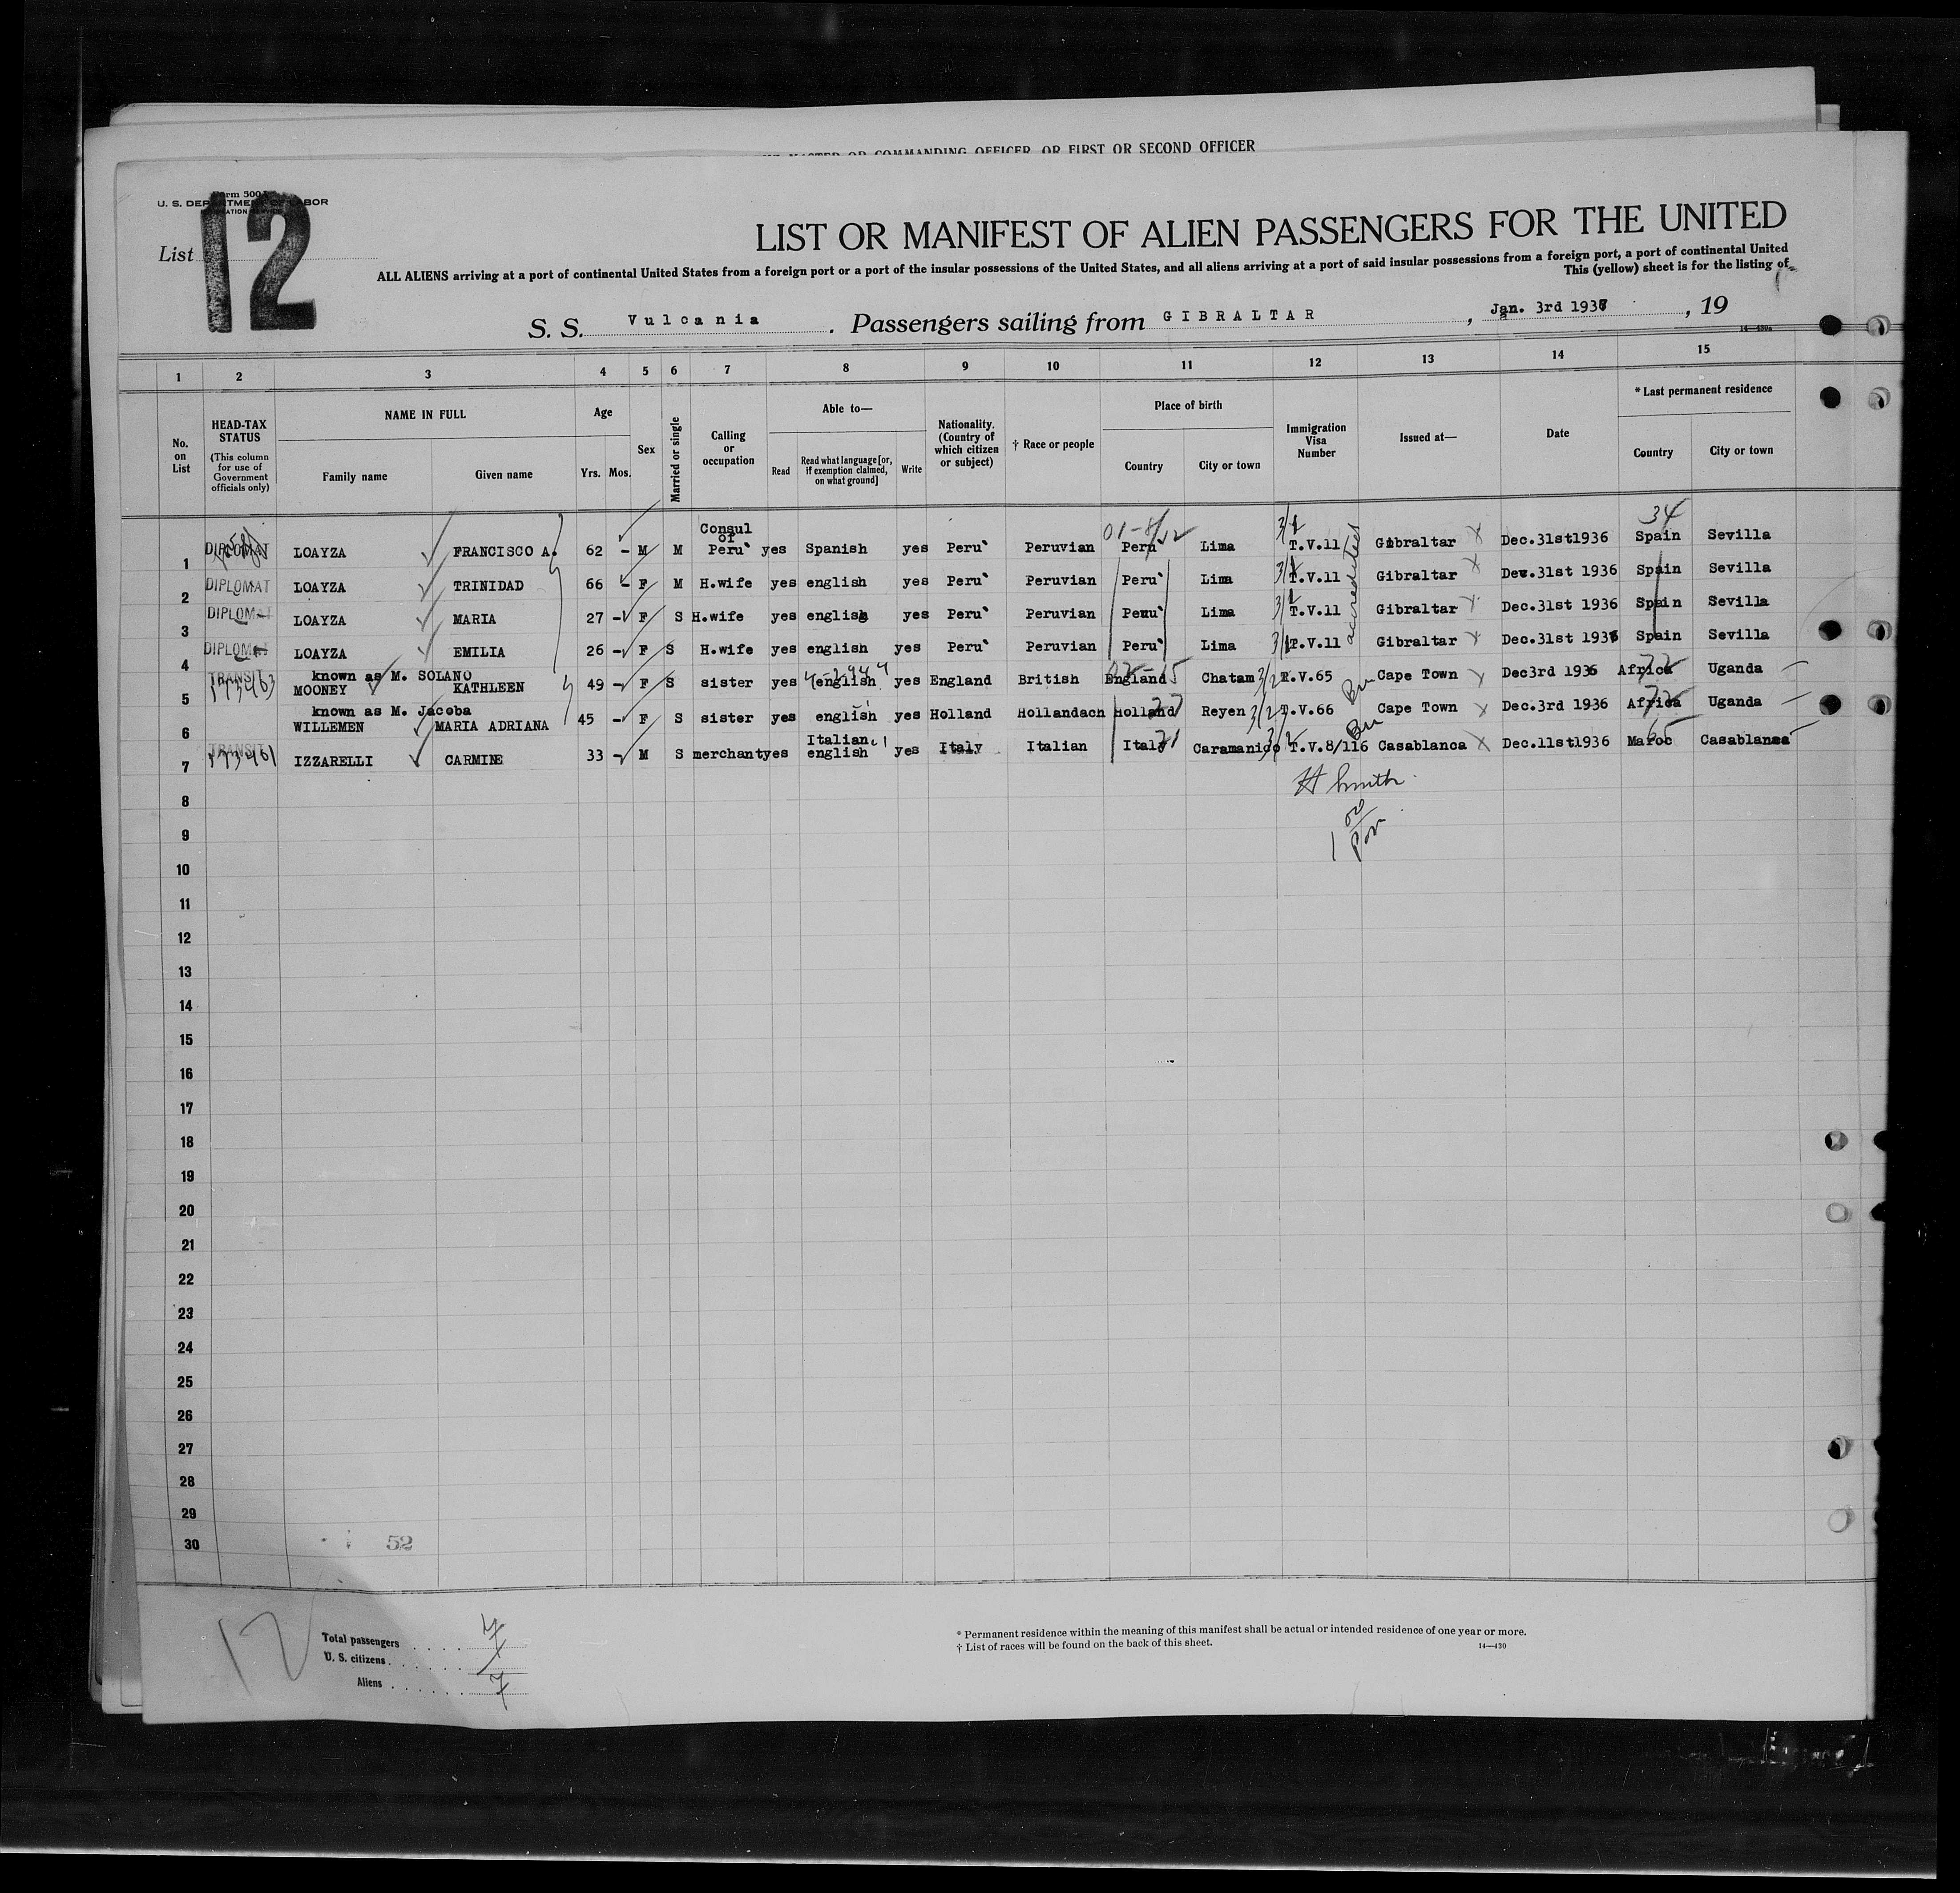 THE MASTER OR COMMANDING OFFICER, OR FIRST OR SECOND OFFICER
Form 500
U. S. DEPARTMENT OF LABOR
List 12
LIST OR MANIFEST OF ALIEN PASSENGERS FOR THE UNITED
ALL ALIENS arriving at a port of continental United States from a foreign port or a port of the insular possessions of the United States, and all aliens arriving at a port of said insular possessions from a foreign port, a port of continental United
This (yellow) sheet is for the listing of
S. S. Vulcania . Passengers sailing from GIBRALTAR , Jan. 3rd 1937 , 19
14—430a
1 2 3 4 5 6 7 8 9 10 11 12 13 14 15
No. on List
HEAD-TAX STATUS (This column for use of Government officials only)
NAME IN FULL
Family name
Given name
Age
Yrs. Mos.
Sex
Married or single
Calling or occupation
Able to—
Read
Read what language [or, if exemption claimed, on what ground]
Write
Nationality. (Country of which citizen or subject)
† Race or people
Place of birth
Country
City or town
Immigration Visa Number
Issued at—
Date
* Last permanent residence
Country
City or town
34
01-8/12
1 DIPLOMAT LOAYZA FRANCISCO A. 62 - M M Consul of Peru` yes Spanish yes Peru` Peruvian Peru` Lima T.V.11 Gibraltar Dec.31st1936 Spain Sevilla
2 DIPLOMAT LOAYZA TRINIDAD 66 - F M H.wife yes english yes Peru` Peruvian Peru` Lima T.V.11 Gibraltar Dec.31st 1936 Spain Sevilla
3 DIPLOMAT LOAYZA MARIA 27 - F S H.wife yes english yes Peru` Peruvian Peru` Lima T.V.11 Gibraltar Dec.31st 1936 Spain Sevilla
4 DIPLOMAT LOAYZA EMILIA 26 - F S H.wife yes english yes Peru` Peruvian Peru` Lima T.V.11 Gibraltar Dec.31st 1936 Spain Sevilla
accredited
known as M. SOLANO
5 TRANSIT 173463 MOONEY KATHLEEN 49 - F S sister yes english yes England British England Chatam T.V.65 Cape Town Dec3rd 1936 Africa Uganda
known as M. Jacoba
6 WILLEMEN MARIA ADRIANA 45 - F S sister yes english yes Holland Hollandach Holland Reyen T.V.66 Cape Town Dec.3rd 1936 Africa Uganda
7 TRANSIT 173461 IZZARELLI CARMINE 33 - M S merchant yes Italian english yes Italy Italian Italy Caramanico T.V.8/116 Casablanca Dec.11st1936 Maroc Casablanca
H Smith
8
9
10
11
12
13
14
15
16
17
18
19
20
21
22
23
24
25
26
27
28
29
30
52
12
Total passengers 7
U. S. citizens
Aliens 7
* Permanent residence within the meaning of this manifest shall be actual or intended residence of one year or more.
† List of races will be found on the back of this sheet.
14—430